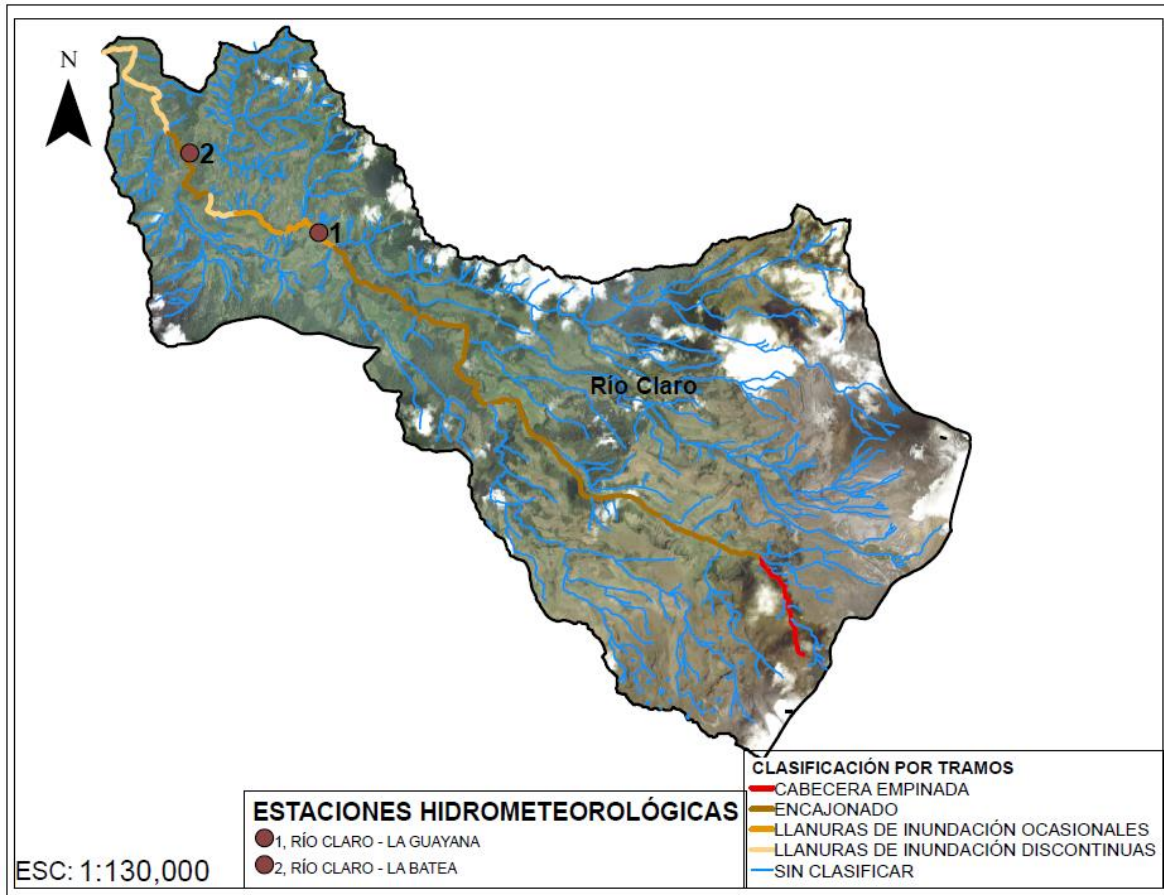 N
2
1
Río Claro
ESTACIONES HIDROMETEOROLÓGICAS
1, RÍO CLARO - LA GUAYANA
2, RÍO CLARO - LA BATEA
ESC: 1:130,000
CLASIFICACIÓN POR TRAMOS
CABECERA EMPINADA
ENCAJONADO
LLANURAS DE INUNDACIÓN OCASIONALES
LLANURAS DE INUNDACIÓN DISCONTINUAS
SIN CLASIFICAR